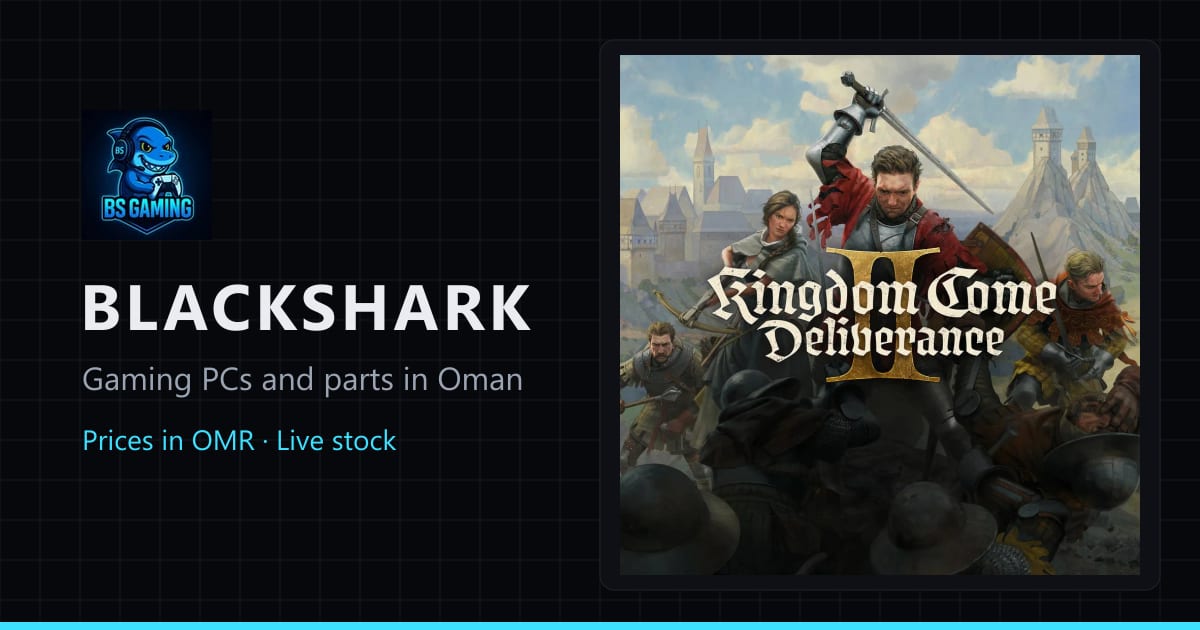 BS
BS GAMING
BLACKSHARK
Gaming PCs and parts in Oman
Prices in OMR · Live stock
II
Kingdom Come
Deliverance